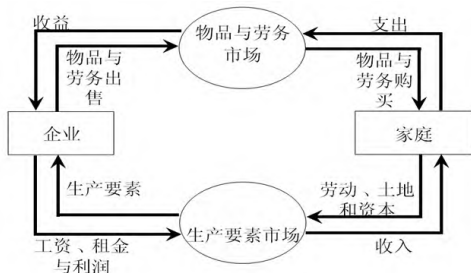 收益
物品与劳务
市场
支出
物品与
劳务出
售
物品与
劳务购
买
企业
家庭
生产要素
劳动、土地
和资本
生产要素市场
工资、租金
与利润
收入